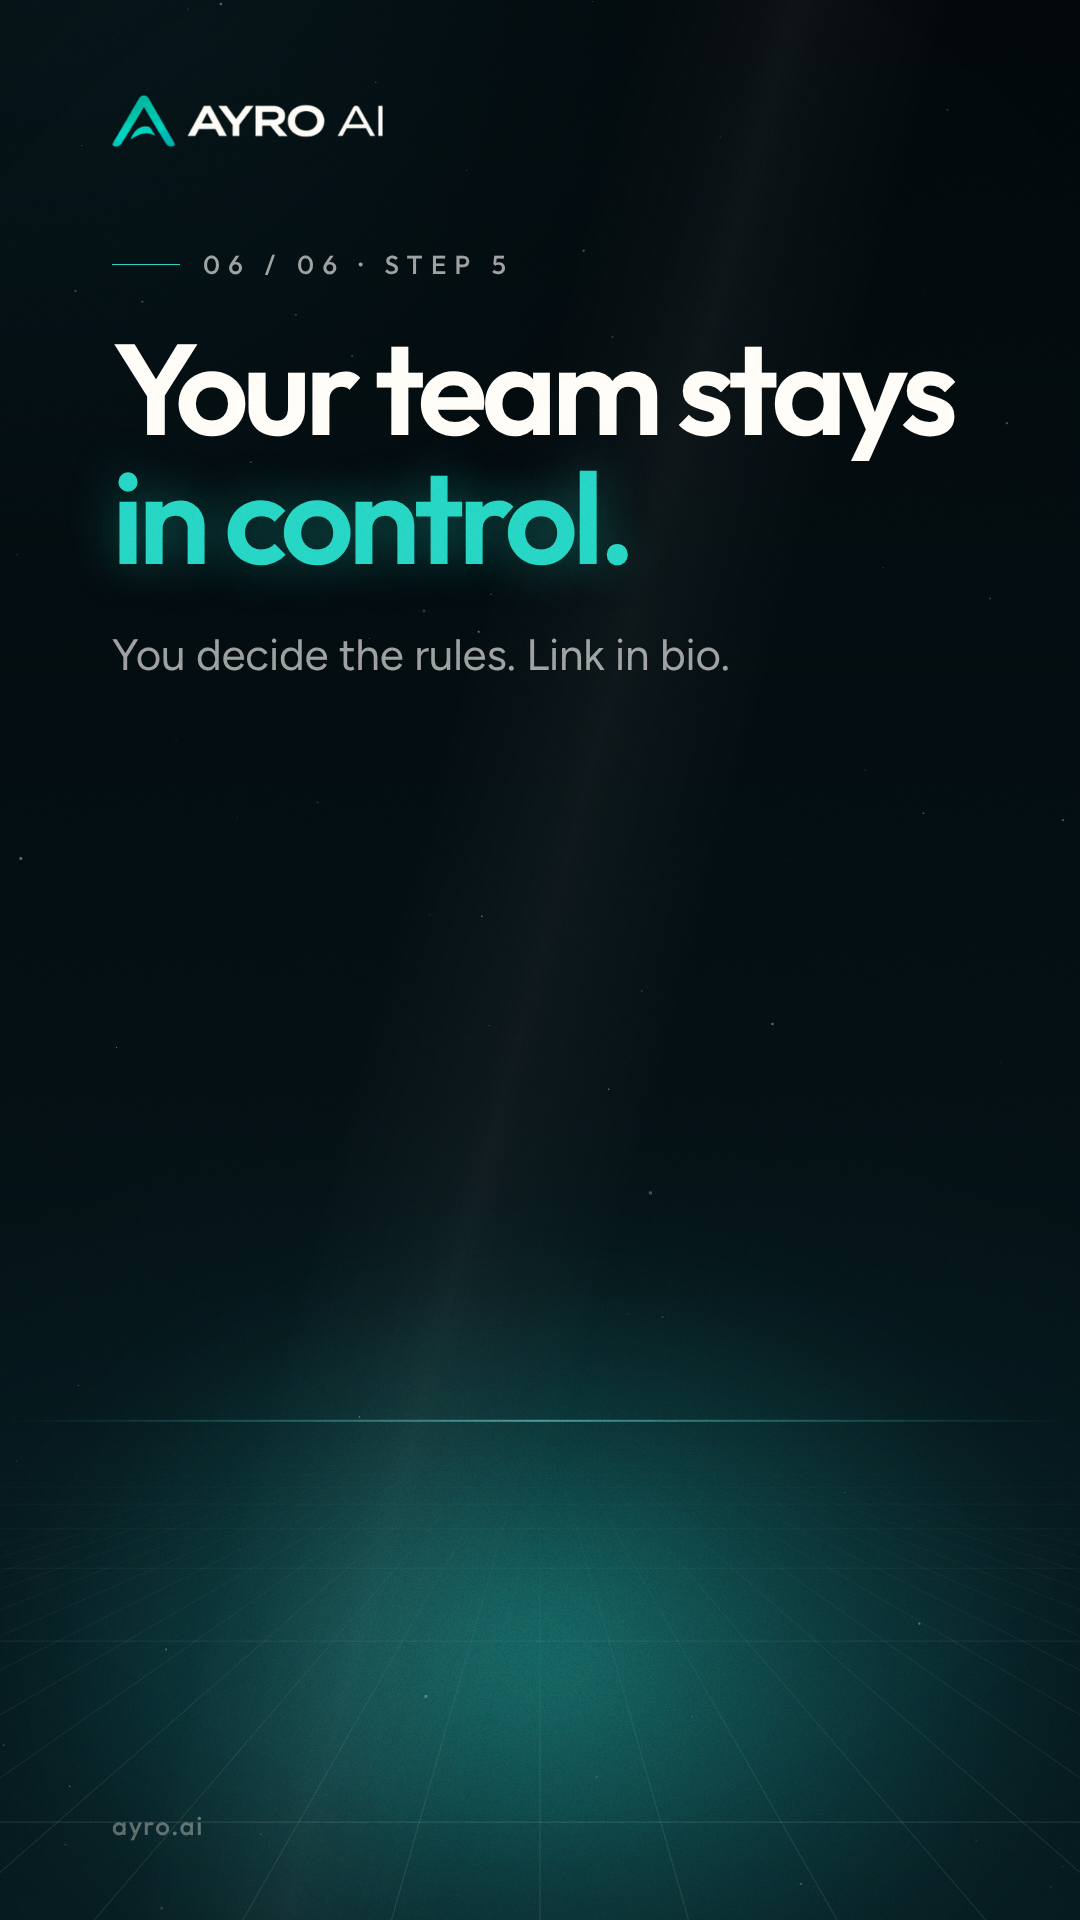 AYRO AI
06 / 06 · STEP 5
Your team stays
in control.
You decide the rules. Link in bio.
ayro.ai